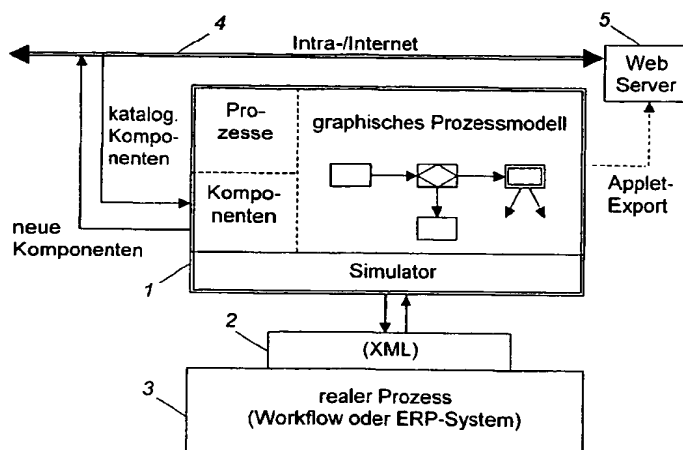 4
5
Intra-/Internet
Web
Server
katalog.
Kompo-
nenten
Pro-
zesse
graphisches Prozessmodell
Kompo-
nenten
Applet-
Export
neue
Komponenten
1
Simulator
2
(XML)
3
realer Prozess
(Workflow oder ERP-System)